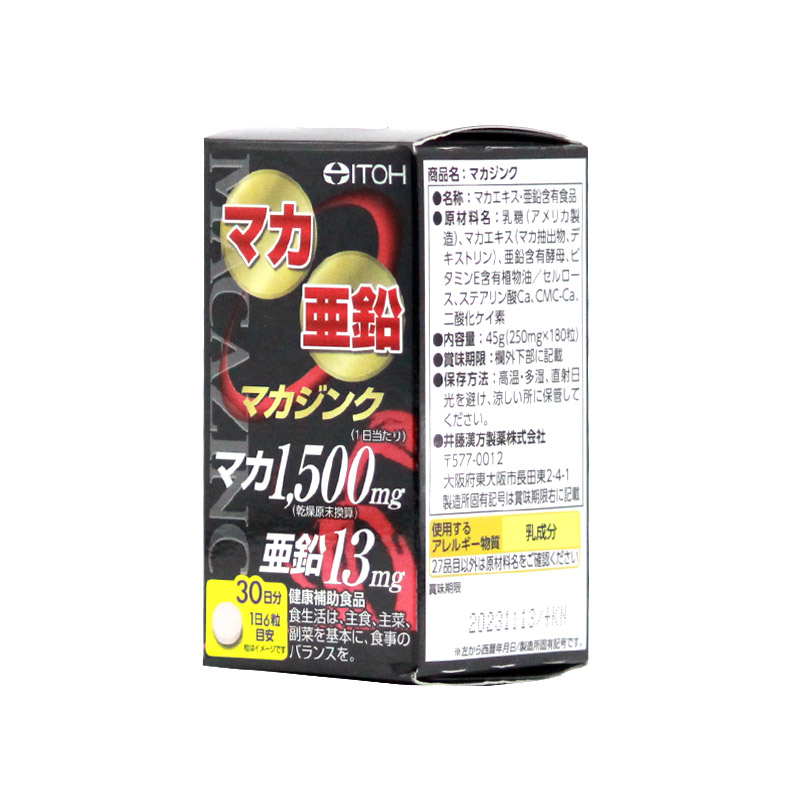 MACAZINC
ITOH
マカ
亜鉛
マカジンク
(1日当たり)
マカ1,500mg
(乾燥原末換算)
亜鉛13mg
30日分
1日6粒
目安
粒はイメージです
健康補助食品
食生活は、主食、主菜、
副菜を基本に、食事の
バランスを。
商品名：マカジンク
●名称：マカエキス・亜鉛含有食品
●原材料名：乳糖(アメリカ製
造)、マカエキス(マカ抽出物、デ
キストリン)、亜鉛含有酵母、ビ
タミンE含有植物油／セルロー
ス、ステアリン酸Ca、CMC-Ca、
二酸化ケイ素
●内容量：45g(250mg×180粒)
●賞味期限：欄外下部に記載
●保存方法：高温・多湿、直射日
光を避け、涼しい所に保管して
ください。
●井藤漢方製薬株式会社
〒577-0012
大阪府東大阪市長田東2-4-1
製造所固有記号は賞味期限右に記載
使用する
アレルギー物質
乳成分
27品目以外は原材料名をご確認ください
賞味期限
20231113/+KN
※左から西暦年月日/製造所固有記号です。